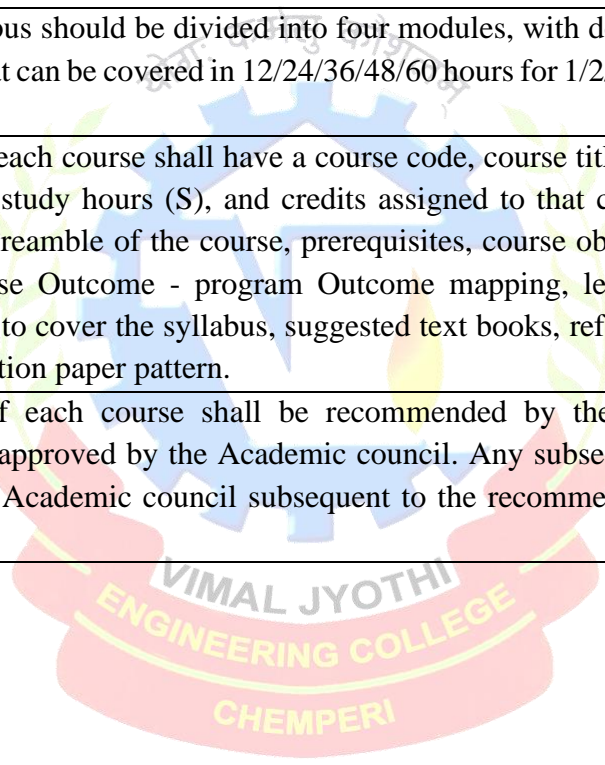 ous should be divided into four modules, with d
at can be covered in 12/24/36/48/60 hours for 1/2
each course shall have a course code, course titl
study hours (S), and credits assigned to that c
reamble of the course, prerequisites, course ob
se Outcome - program Outcome mapping, le
to cover the syllabus, suggested text books, ref
tion paper pattern.
f each course shall be recommended by the
approved by the Academic council. Any subse
Academic council subsequent to the recomme
VIMAL JYOTHI
ENGINEERING COLLEGE
CHEMPERI